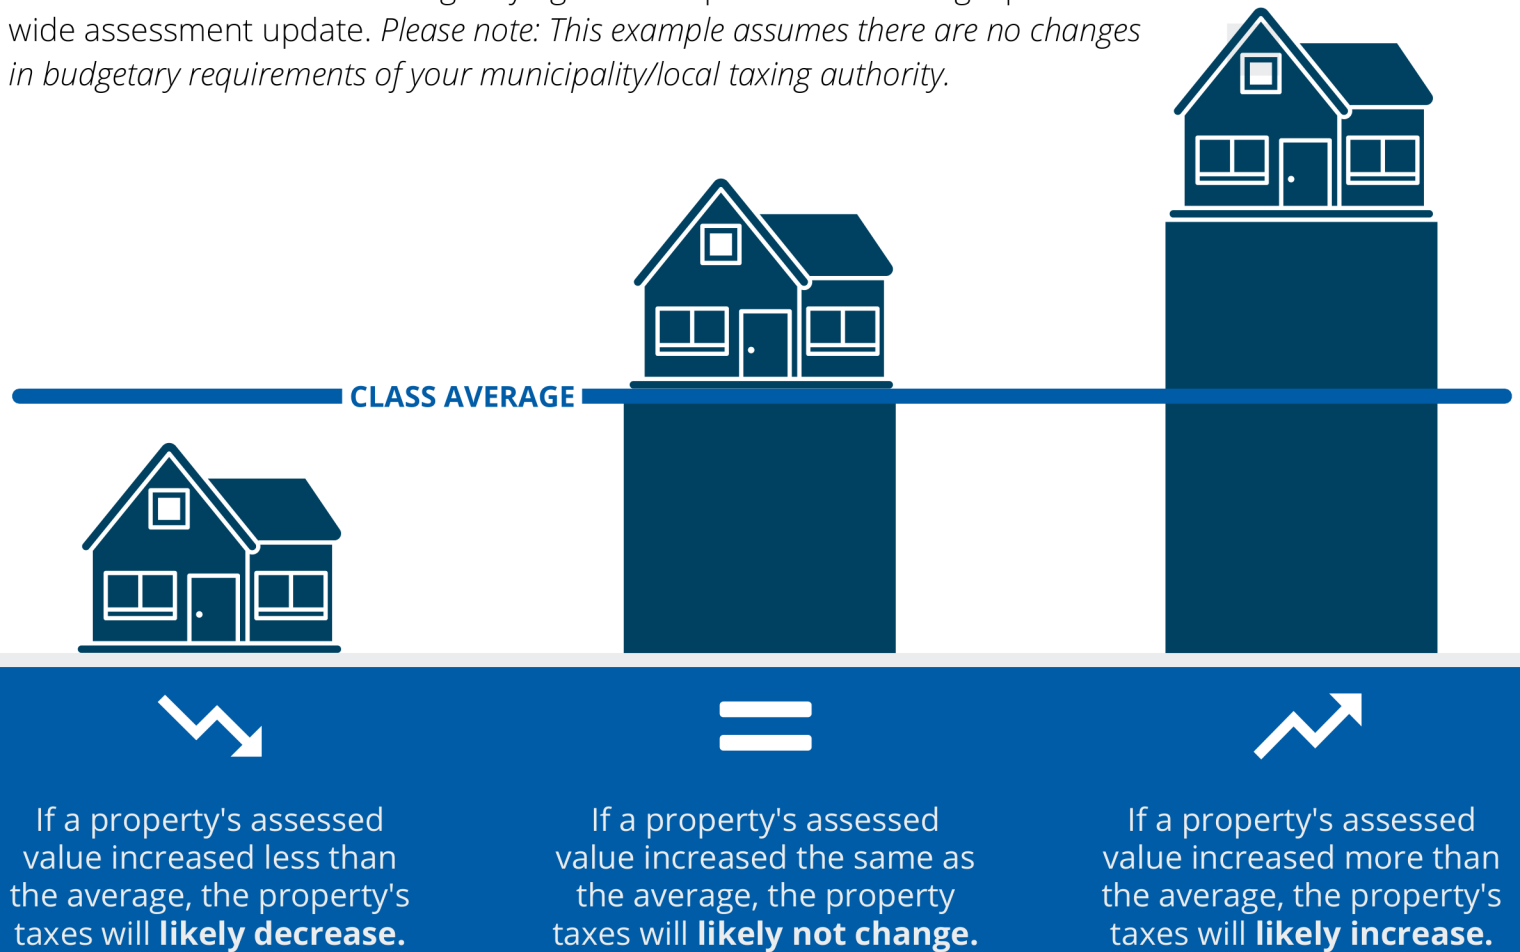 wide assessment update. Please note: This example assumes there are no changes
in budgetary requirements of your municipality/local taxing authority.
CLASS AVERAGE
If a property's assessed
value increased less than
the average, the property's
taxes will likely decrease.
If a property's assessed
value increased the same as
the average, the property
taxes will likely not change.
If a property's assessed
value increased more than
the average, the property's
taxes will likely increase.